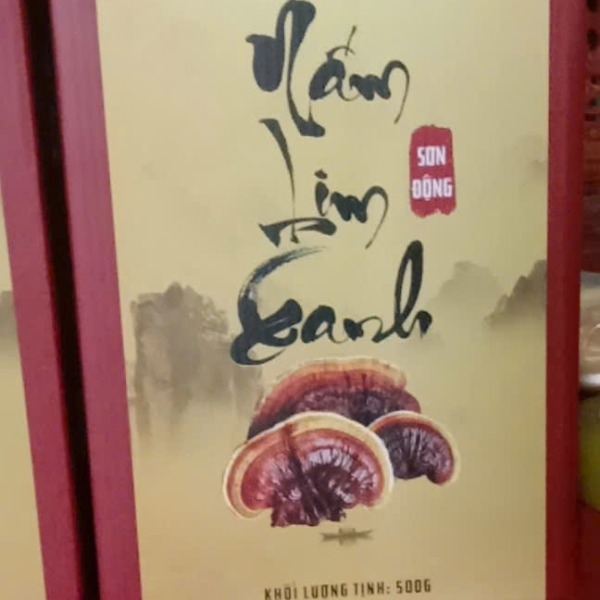 Nấm
Lim
Xanh
SƠN
ĐỘNG
KHỐI LƯỢNG TỊNH: 500G